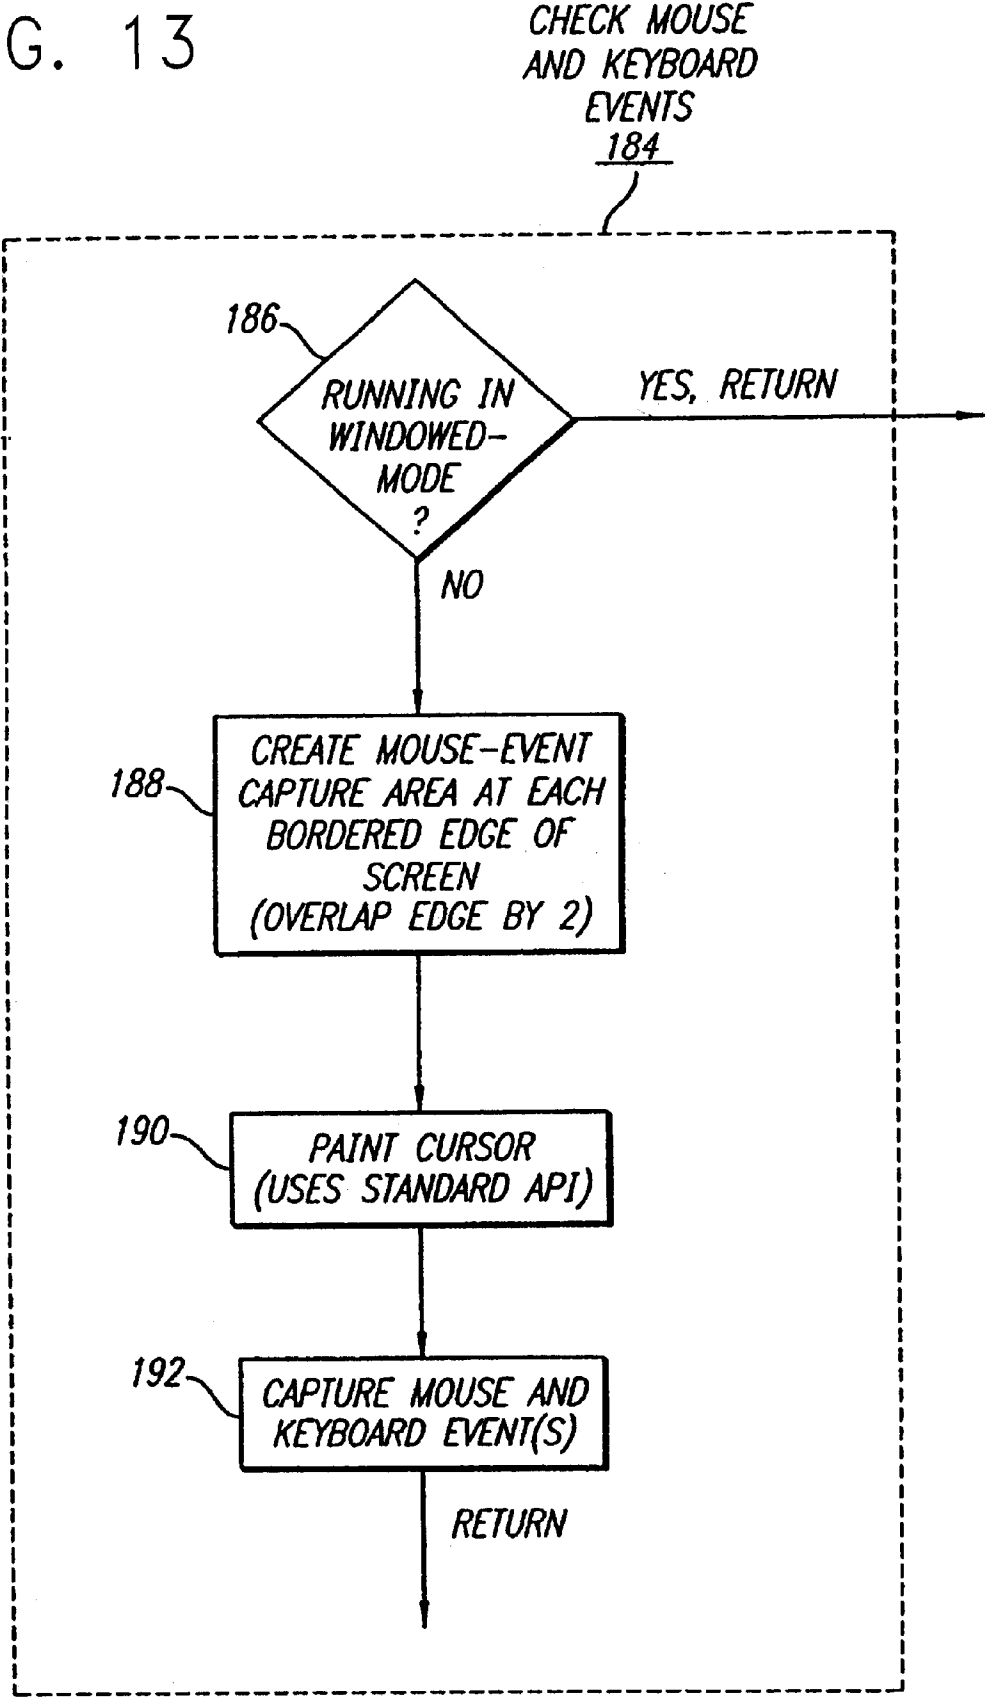 G. 13
CHECK MOUSE
AND KEYBOARD
EVENTS
184
186
RUNNING IN
WINDOWED-
MODE
?
YES, RETURN
NO
188
CREATE MOUSE-EVENT
CAPTURE AREA AT EACH
BORDERED EDGE OF
SCREEN
(OVERLAP EDGE BY 2)
190
PAINT CURSOR
(USES STANDARD API)
192
CAPTURE MOUSE AND
KEYBOARD EVENT(S)
RETURN